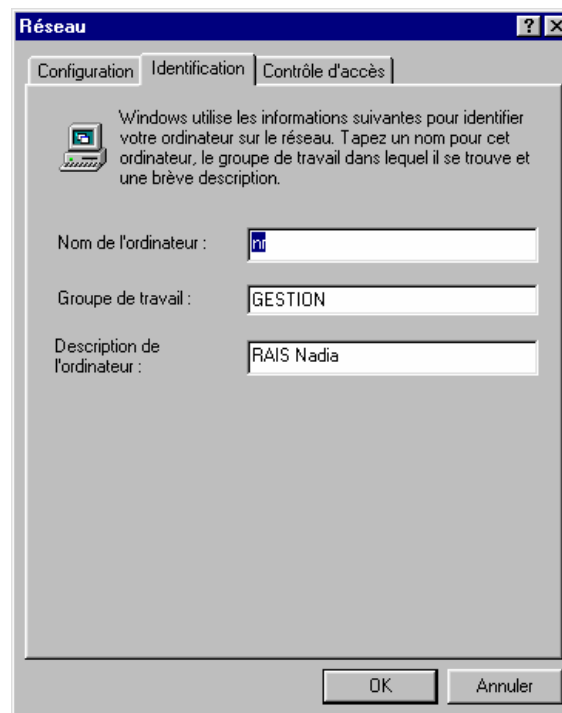 Réseau
Configuration Identification Contrôle d'accès
Windows utilise les informations suivantes pour identifier
votre ordinateur sur le réseau. Tapez un nom pour cet
ordinateur, le groupe de travail dans lequel il se trouve et
une brève description.
Nom de l'ordinateur : nr
Groupe de travail : GESTION
Description de
l'ordinateur : RAIS Nadia
OK Annuler